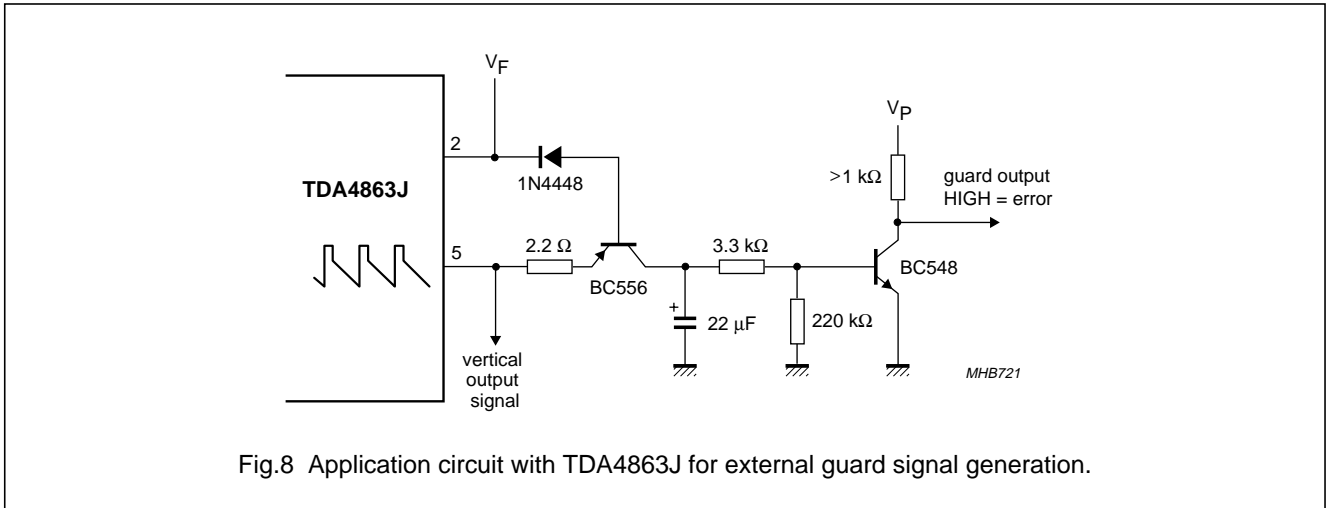 V_F
V_P
2
TDA4863J
1N4448
>1 kΩ
guard output
HIGH = error
5
2.2 Ω
3.3 kΩ
BC548
BC556
+
22 μF
220 kΩ
vertical
output
signal
MHB721
Fig.8 Application circuit with TDA4863J for external guard signal generation.